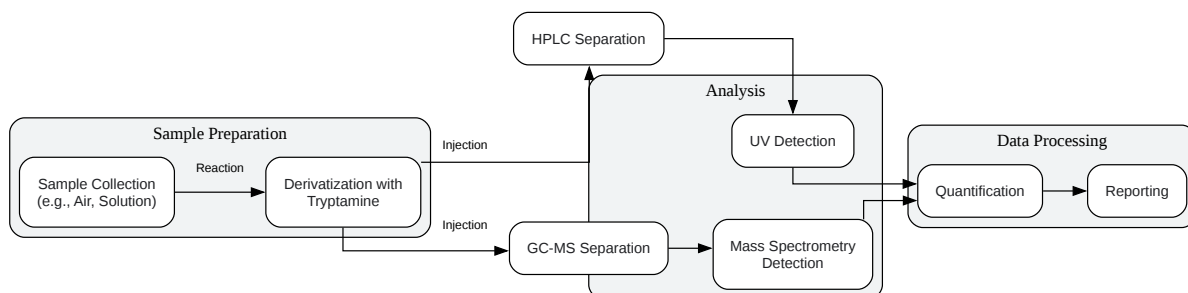 HPLC Separation
Analysis
Sample Preparation
Injection
UV Detection
Data Processing
Reaction
Sample Collection
(e.g., Air, Solution)
Derivatization with
Tryptamine
Quantification
Reporting
Injection
GC-MS Separation
Mass Spectrometry
Detection